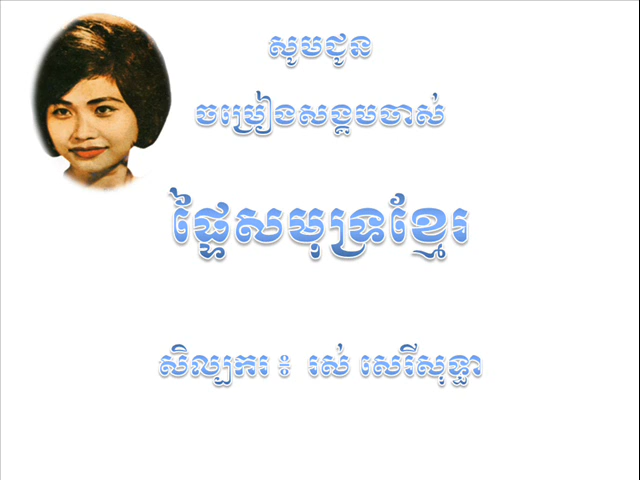 សូមជូន
ចម្រៀងសង្គមចាស់
ផ្ទៃសមុទ្រខ្មែរ
សិល្បករ ៖ រស់ សេរីសុទ្ធា